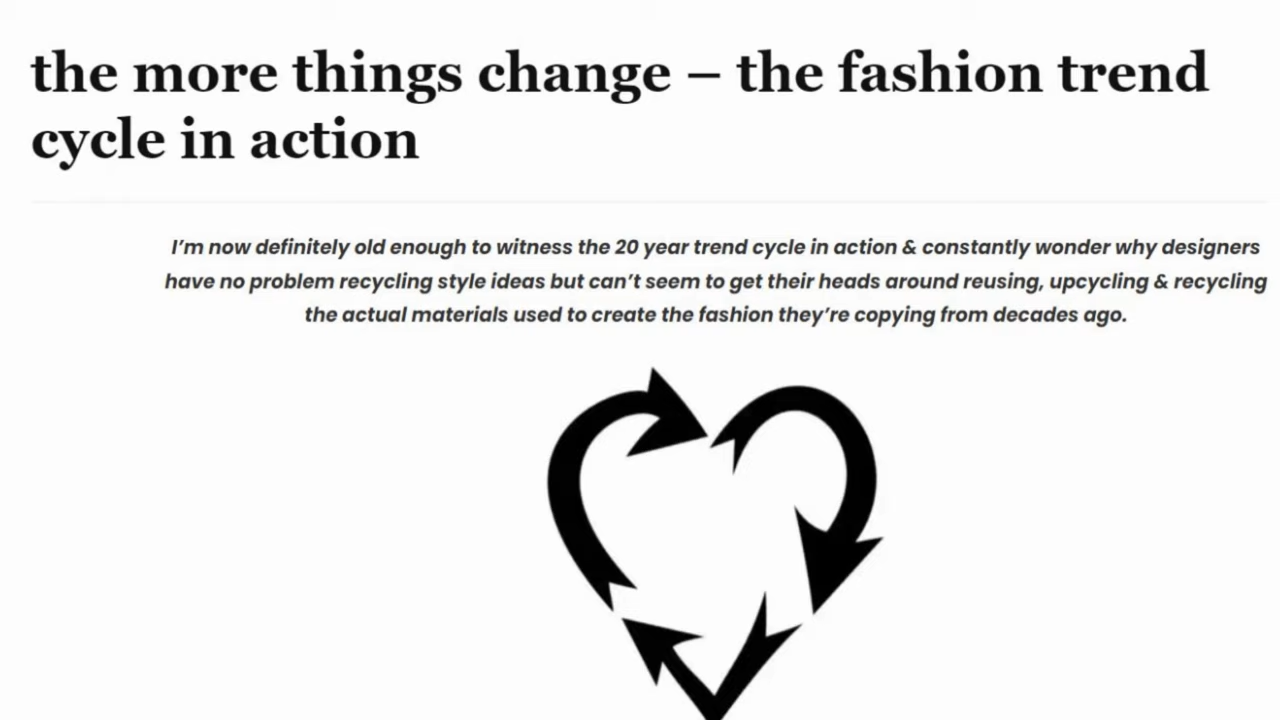 the more things change – the fashion trend
cycle in action
I’m now definitely old enough to witness the 20 year trend cycle in action & constantly wonder why designers
have no problem recycling style ideas but can’t seem to get their heads around reusing, upcycling & recycling
the actual materials used to create the fashion they’re copying from decades ago.